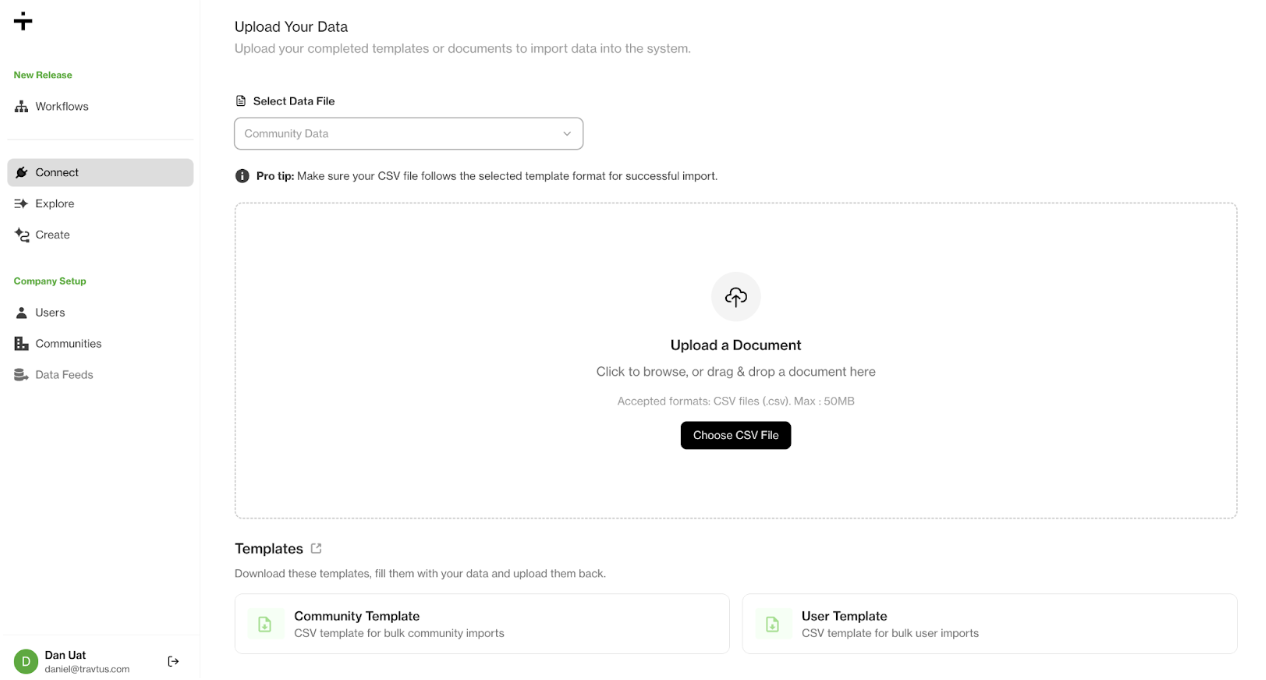 New Release
Workflows
Connect
Explore
Create
Company Setup
Users
Communities
Data Feeds
D
Dan Uat
daniel@travtus.com
Upload Your Data
Upload your completed templates or documents to import data into the system.
Select Data File
Community Data
Pro tip: Make sure your CSV file follows the selected template format for successful import.
Upload a Document
Click to browse, or drag & drop a document here
Accepted formats: CSV files (.csv). Max : 50MB
Choose CSV File
Templates
Download these templates, fill them with your data and upload them back.
Community Template
CSV template for bulk community imports
User Template
CSV template for bulk user imports